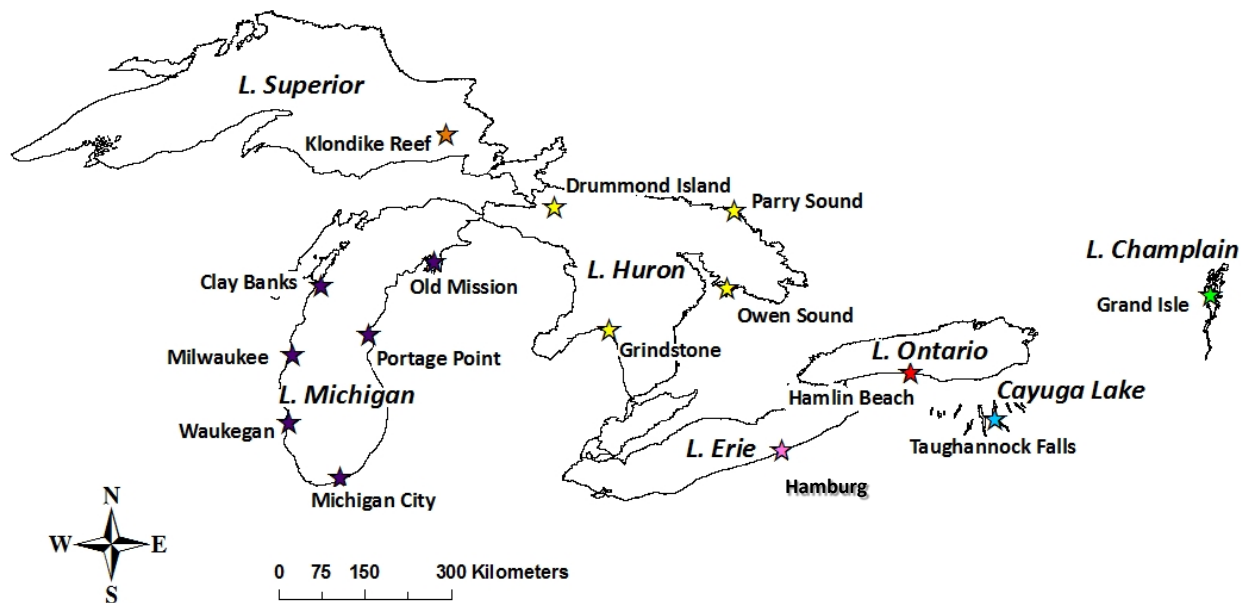 L. Superior
Klondike Reef
Drummond Island
Parry Sound
L. Champlain
L. Huron
Clay Banks
Old Mission
Grand Isle
Owen Sound
Milwaukee
Portage Point
Grindstone
L. Ontario
L. Michigan
Hamlin Beach
Cayuga Lake
Waukegan
L. Erie
Taughannock Falls
Michigan City
Hamburg
N
W E
S
0 75 150 300 Kilometers